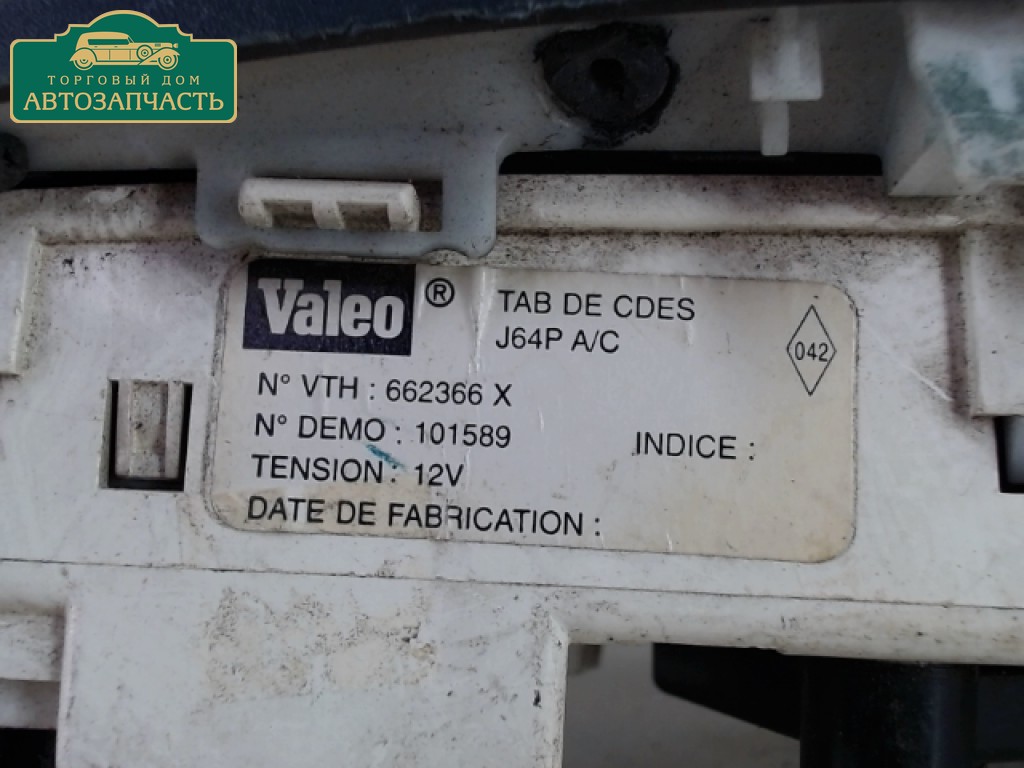 ТОРГОВЫЙ ДОМ
АВТОЗАПЧАСТЬ
Valeo ®
TAB DE CDES
J64P A/C
042
N° VTH : 662366 X
N° DEMO : 101589
INDICE :
TENSION : 12V
DATE DE FABRICATION :